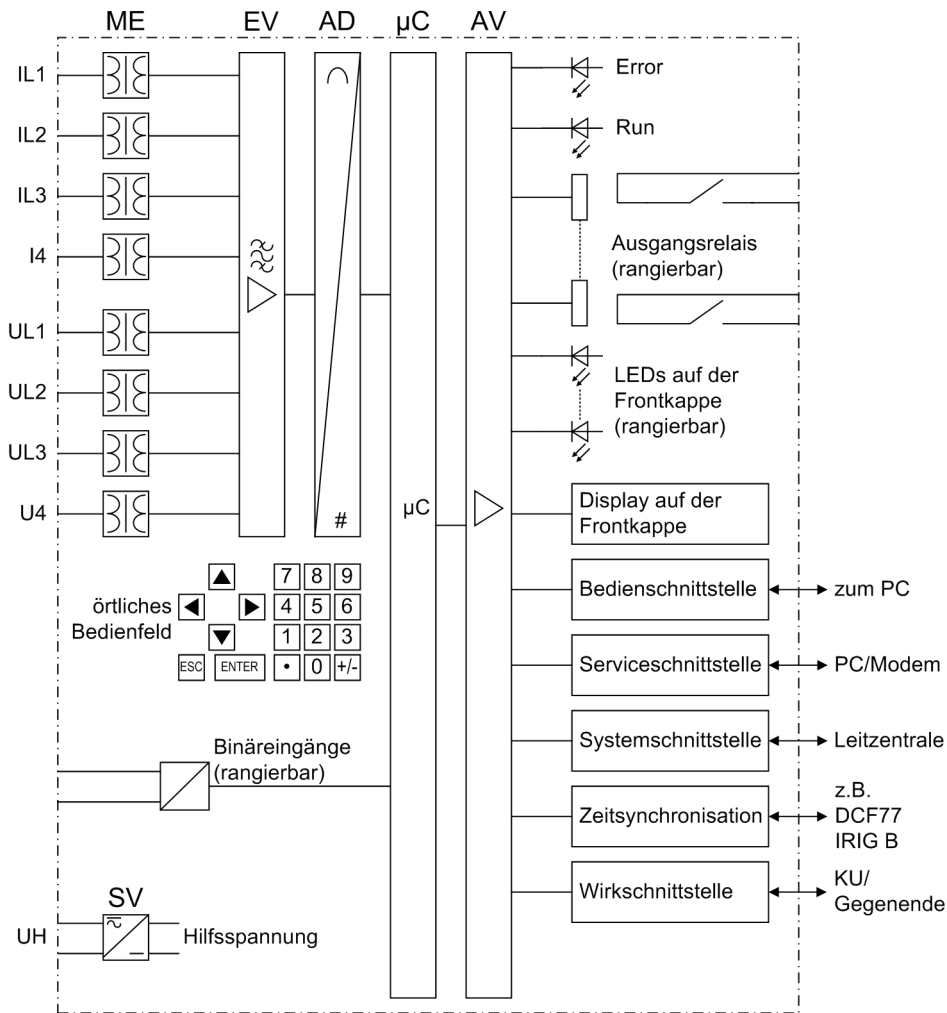 ME EV AD µC AV
IL1
IL2
IL3
I4
UL1
UL2
UL3
U4
#
µC
Error
Run
Ausgangsrelais
(rangierbar)
LEDs auf der
Frontkappe
(rangierbar)
Display auf der
Frontkappe
Bedienschnittstelle
zum PC
Serviceschnittstelle
PC/Modem
Systemschnittstelle
Leitzentrale
Zeitsynchronisation
z.B.
DCF77
IRIG B
Wirkschnittstelle
KU/
Gegenende
örtliches
Bedienfeld
7 8 9
4 5 6
1 2 3
ESC ENTER • 0 +/-
Binäreingänge
(rangierbar)
SV
UH
Hilfsspannung